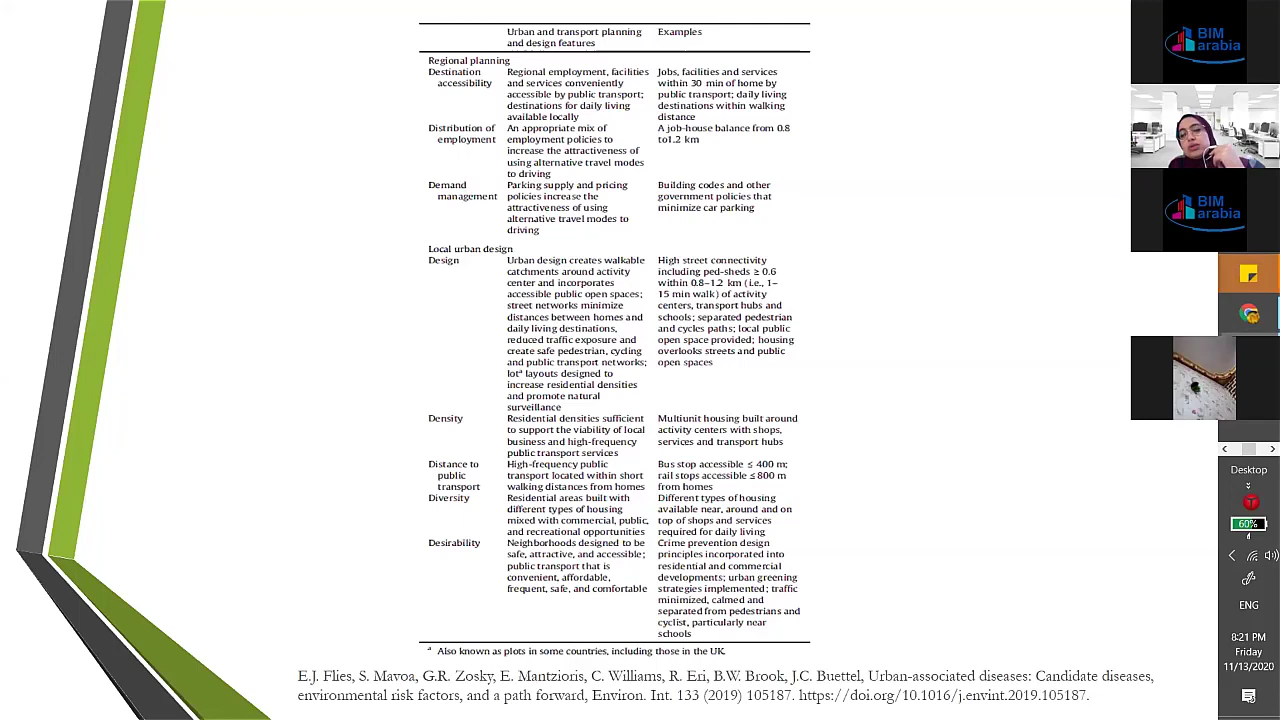 Urban and transport planning
and design features
Examples
Regional planning
Destination
accessibility
Regional employment, facilities
and services conveniently
accessible by public transport;
destinations for daily living
available locally
Jobs, facilities and services
within 30 min of home by
public transport; daily living
destinations within walking
distance
Distribution of
employment
An appropriate mix of
employment policies to
increase the attractiveness of
using alternative travel modes
to driving
A job-house balance from 0.8
to1.2 km
Demand
management
Parking supply and pricing
policies increase the
attractiveness of using
alternative travel modes to
driving
Building codes and other
government policies that
minimize car parking
Local urban design
Design
Urban design creates walkable
catchments around activity
center and incorporates
accessible public open spaces;
street networks minimize
distances between homes and
daily living destinations,
reduced traffic exposure and
create safe pedestrian, cycling
and public transport networks;
lotª layouts designed to
increase residential densities
and promote natural
surveillance
High street connectivity
including ped-sheds ≥ 0.6
within 0.8–1.2 km (i.e., 1–
15 min walk) of activity
centers, transport hubs and
schools; separated pedestrian
and cycles paths; local public
open space provided; housing
overlooks streets and public
open spaces
Density
Residential densities sufficient
to support the viability of local
business and high-frequency
public transport services
Multiunit housing built around
activity centers with shops,
services and transport hubs
Distance to
public
transport
High-frequency public
transport located within short
walking distances from homes
Bus stop accessible ≤ 400 m;
rail stops accessible ≤ 800 m
from homes
Diversity
Residential areas built with
different types of housing
mixed with commercial, public,
and recreational opportunities
Different types of housing
available near, around and on
top of shops and services
required for daily living
Desirability
Neighborhoods designed to be
safe, attractive, and accessible;
public transport that is
convenient, affordable,
frequent, safe, and comfortable
Crime prevention design
principles incorporated into
residential and commercial
developments; urban greening
strategies implemented; traffic
minimized, calmed and
separated from pedestrians and
cyclist, particularly near
schools
ª Also known as plots in some countries, including those in the UK.
E.J. Flies, S. Mavoa, G.R. Zosky, E. Mantzioris, C. Williams, R. Eri, B.W. Brook, J.C. Buettel, Urban-associated diseases: Candidate diseases,
environmental risk factors, and a path forward, Environ. Int. 133 (2019) 105187. https://doi.org/10.1016/j.envint.2019.105187.
BIM
arabia
BIM
arabia
Desktop
60%
ENG
8:21 PM
Friday
11/13/2020